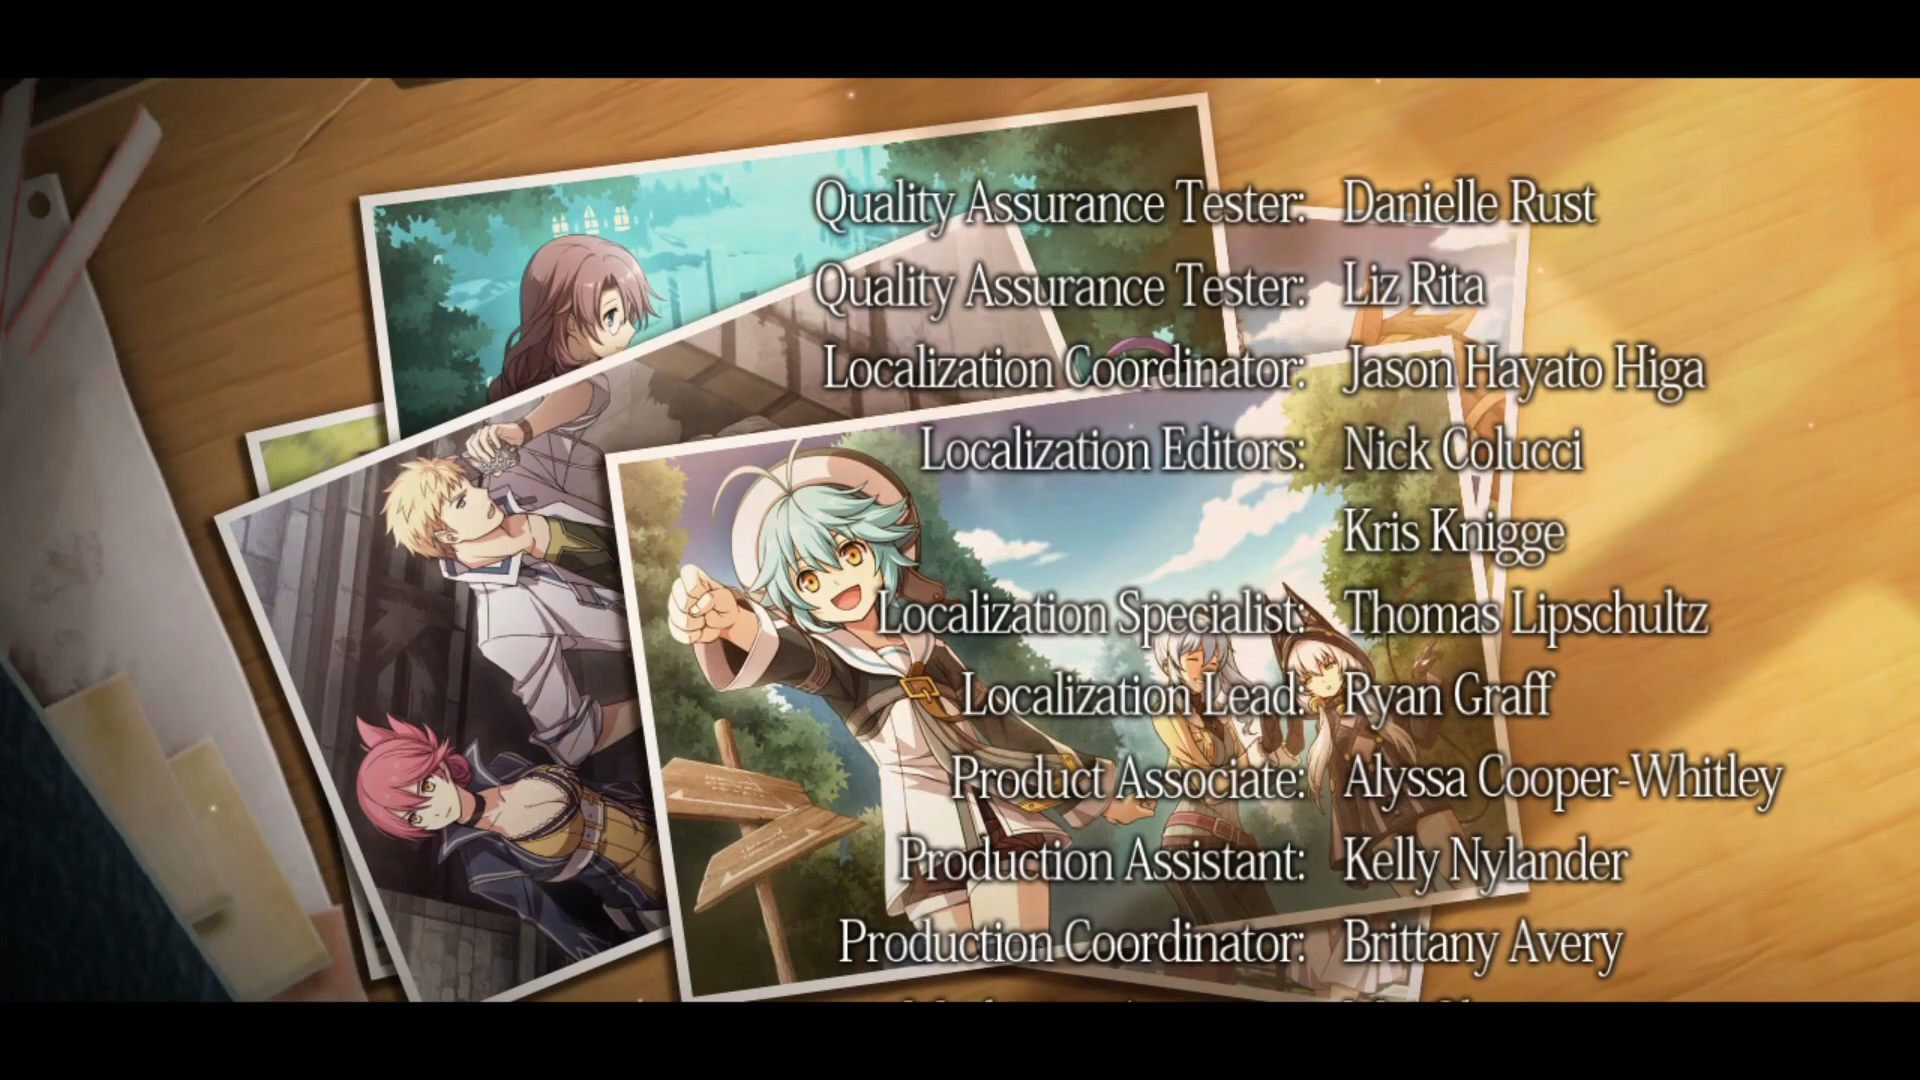 Quality Assurance Tester: Danielle Rust
Quality Assurance Tester: Liz Rita
Localization Coordinator: Jason Hayato Higa
Localization Editors: Nick Colucci
Kris Knigge
Localization Specialist: Thomas Lipschultz
Localization Lead: Ryan Graff
Product Associate: Alyssa Cooper-Whitley
Production Assistant: Kelly Nylander
Production Coordinator: Brittany Avery